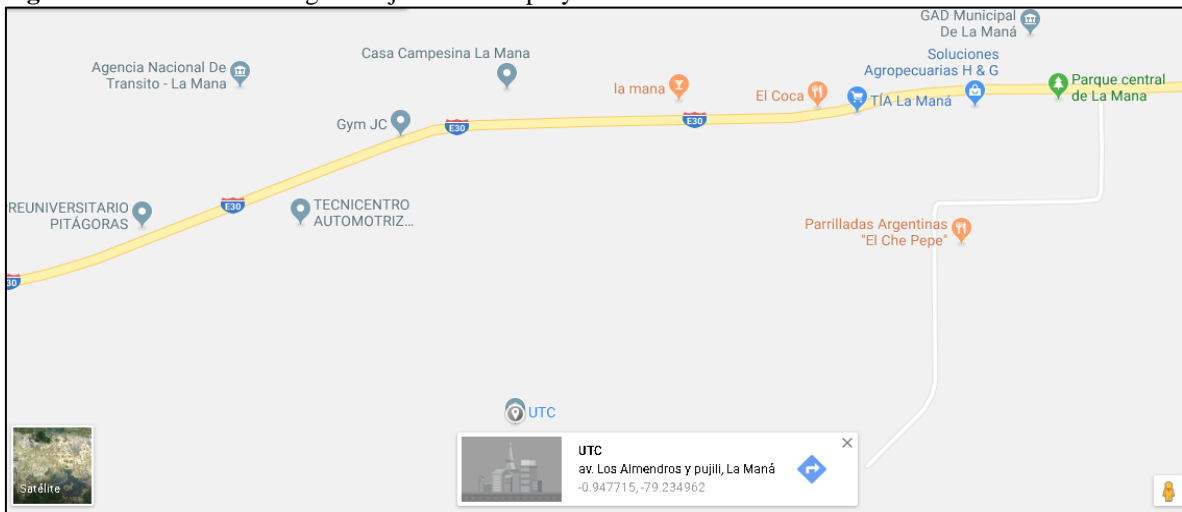 GAD Municipal
De La Maná
Casa Campesina La Mana
Soluciones
Agropecuarias H & G
Agencia Nacional De
Transito - La Mana
la mana
El Coca
TÍA La Maná
Parque central
de La Mana
Gym JC
E30
E30
E30
REUNIVERSITARIO
PITÁGORAS
TECNICENTRO
AUTOMOTRIZ...
Parrilladas Argentinas
"El Che Pepe"
30
UTC
UTC
av. Los Almendros y pujili, La Maná
-0.947715,-79.234962
Satélite